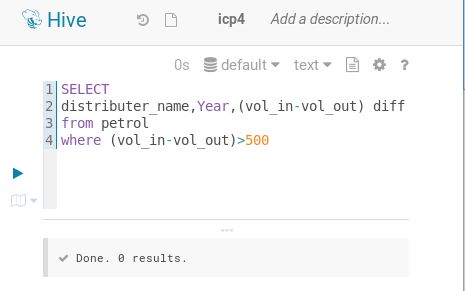 Hive icp4 Add a description...
0s default text ?
1 SELECT
2 distributer_name,Year,(vol_in-vol_out) diff
3 from petrol
4 where (vol_in-vol_out)>500
Done. 0 results.